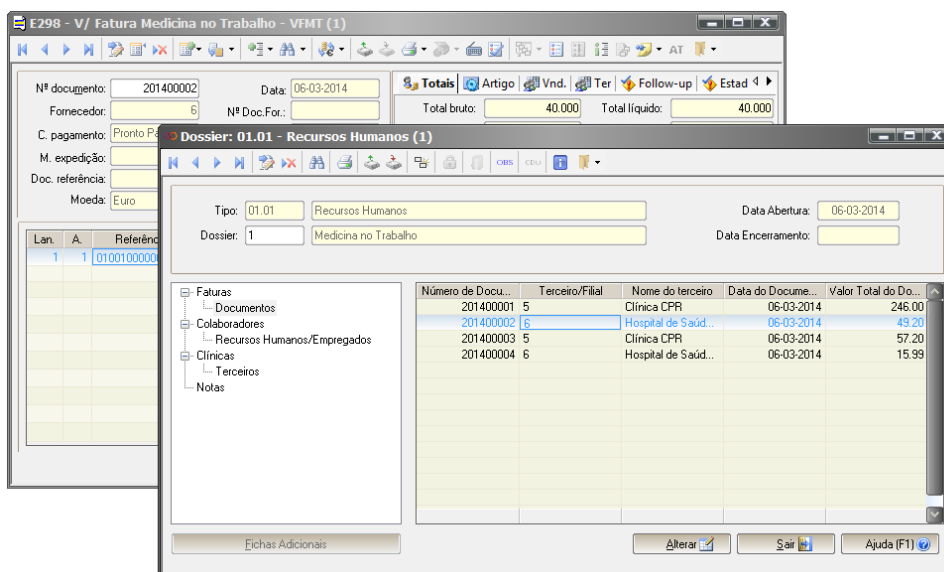 E298 - V/ Fatura Medicina no Trabalho - VFMT (1)
AT
Nº documento: 201400002 Data: 06-03-2014
Totais Artigo Vnd. Ter Follow-up Estad
Fornecedor: 6 Nº Doc.For.:
Total bruto: 40.000 Total líquido: 40.000
C. pagamento: Pronto Pa
M. expedição:
Doc. referência:
Moeda: Euro
Lan. A. Referênc
1 1 0100100000
Dossier: 01.01 - Recursos Humanos (1)
OBS CDU
Tipo: 01.01 Recursos Humanos Data Abertura: 06-03-2014
Dossier: 1 Medicina no Trabalho Data Encerramento:
Faturas
Documentos
Colaboradores
Recursos Humanos/Empregados
Clínicas
Terceiros
Notas
Número de Docu... Terceiro/Filial Nome do terceiro Data do Docume... Valor Total do Do...
201400001 5 Clínica CPR 06-03-2014 246.00
201400002 6 Hospital de Saúd... 06-03-2014 49.20
201400003 5 Clínica CPR 06-03-2014 57.20
201400004 6 Hospital de Saúd... 06-03-2014 15.99
Fichas Adicionais Alterar Sair Ajuda (F1)